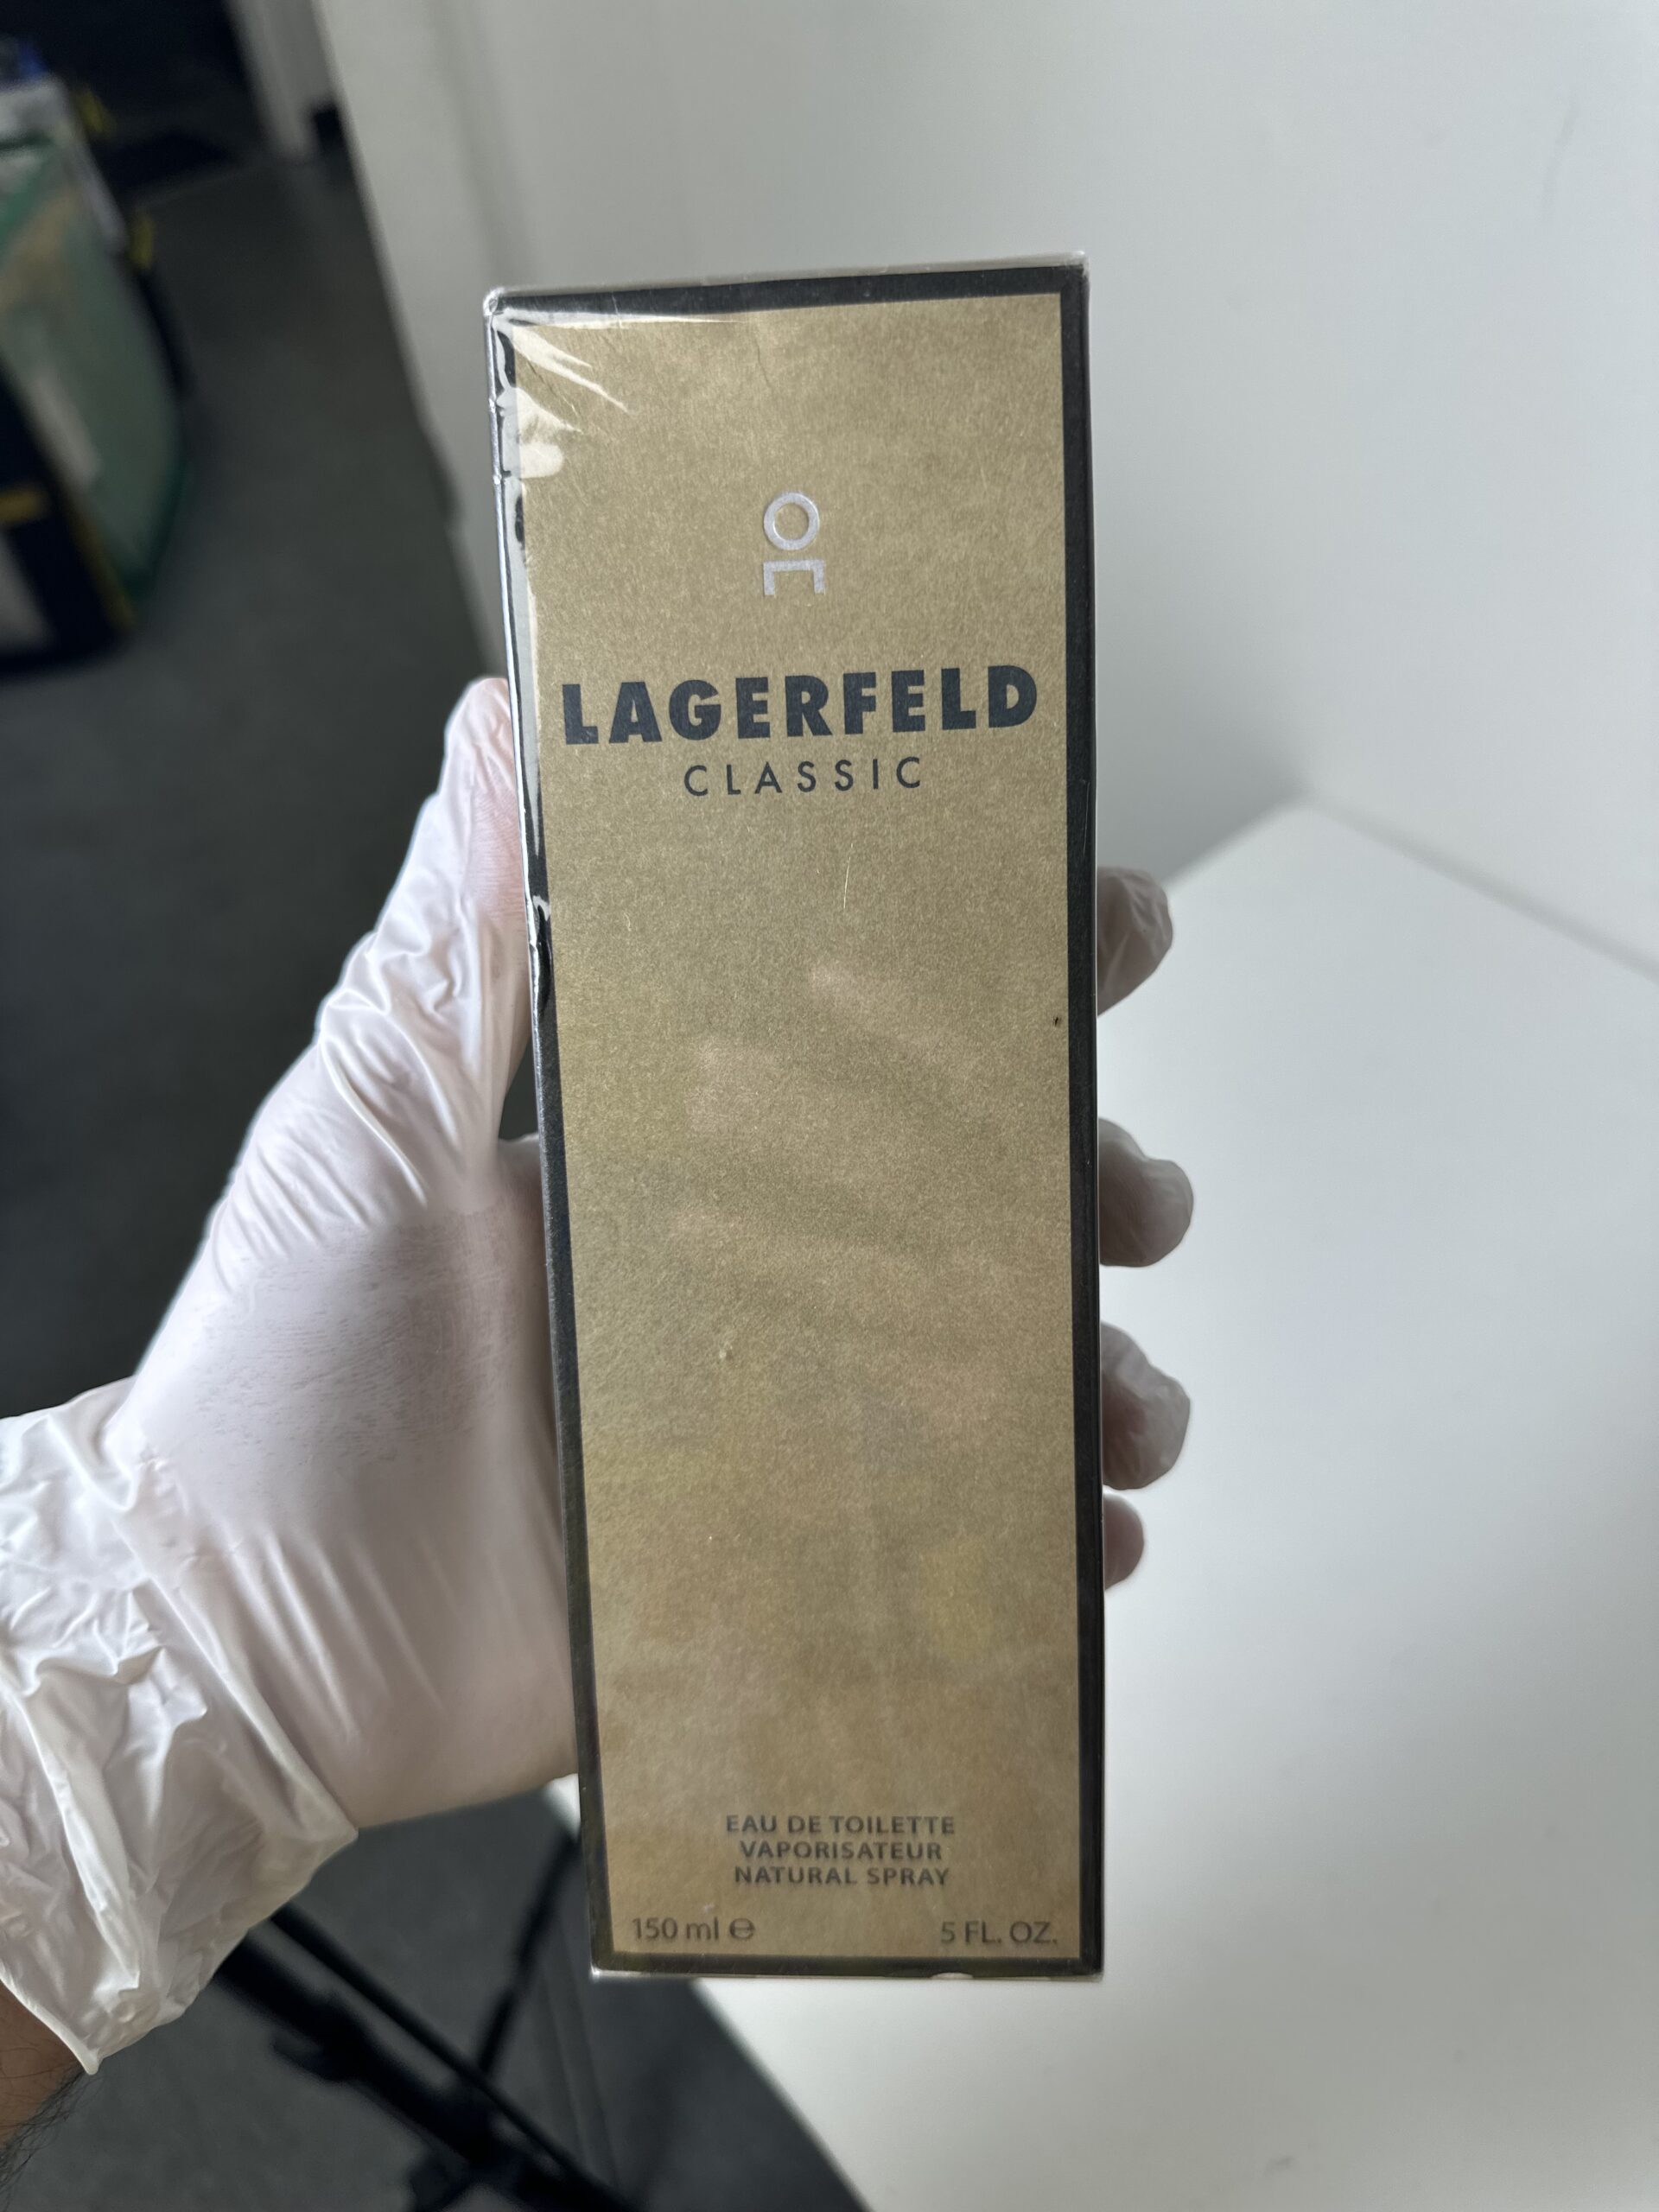 LAGERFELD
CLASSIC
EAU DE TOILETTE
VAPORISATEUR
NATURAL SPRAY
150 ml ℮ 5 FL. OZ.